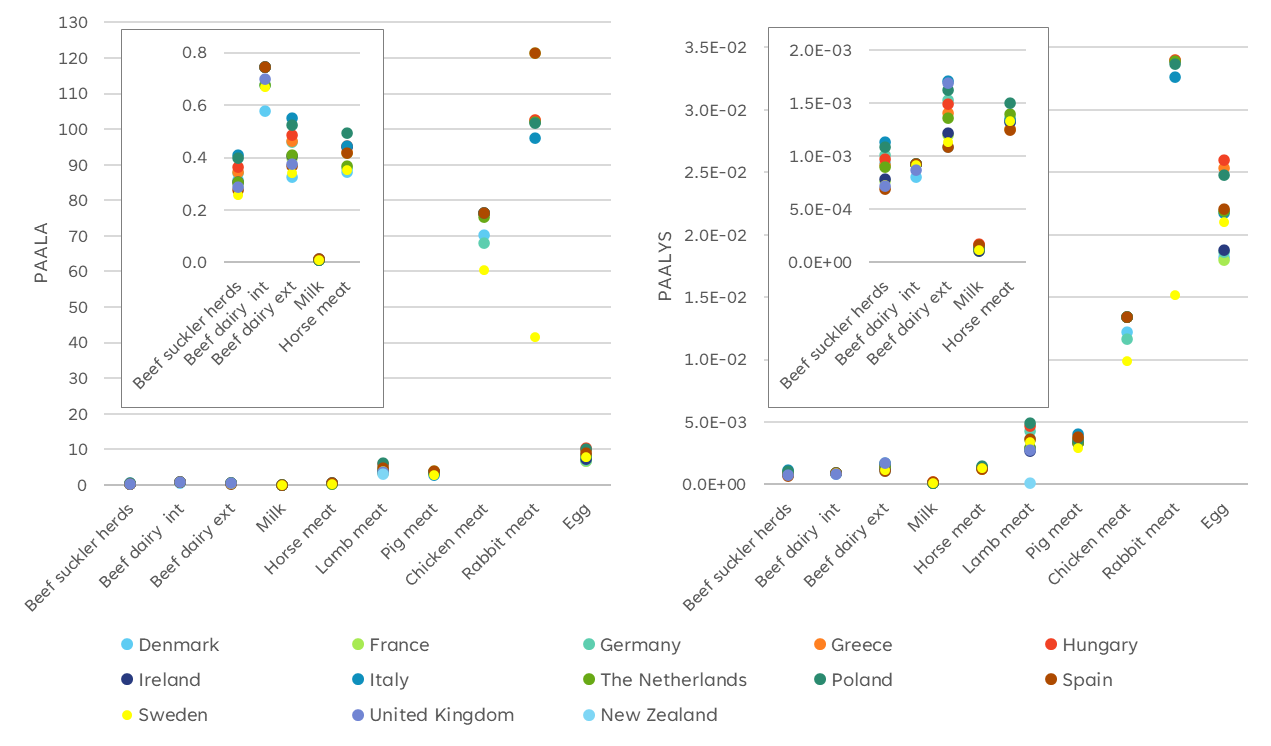 PAALA
130
120
110
100
90
80
70
60
50
40
30
20
10
0
0.8
0.6
0.4
0.2
0.0
Beef suckler herds
Beef dairy int
Beef dairy ext
Milk
Horse meat
Beef suckler herds
Beef dairy int
Beef dairy ext
Milk
Horse meat
Lamb meat
Pig meat
Chicken meat
Rabbit meat
Egg
PAALYS
3.5E-02
3.0E-02
2.5E-02
2.0E-02
1.5E-02
1.0E-02
5.0E-03
0.0E+00
2.0E-03
1.5E-03
1.0E-03
5.0E-04
0.0E+00
Beef suckler herds
Beef dairy int
Beef dairy ext
Milk
Horse meat
Beef suckler herds
Beef dairy int
Beef dairy ext
Milk
Horse meat
Lamb meat
Pig meat
Chicken meat
Rabbit meat
Egg
Denmark France Germany Greece Hungary
Ireland Italy The Netherlands Poland Spain
Sweden United Kingdom New Zealand